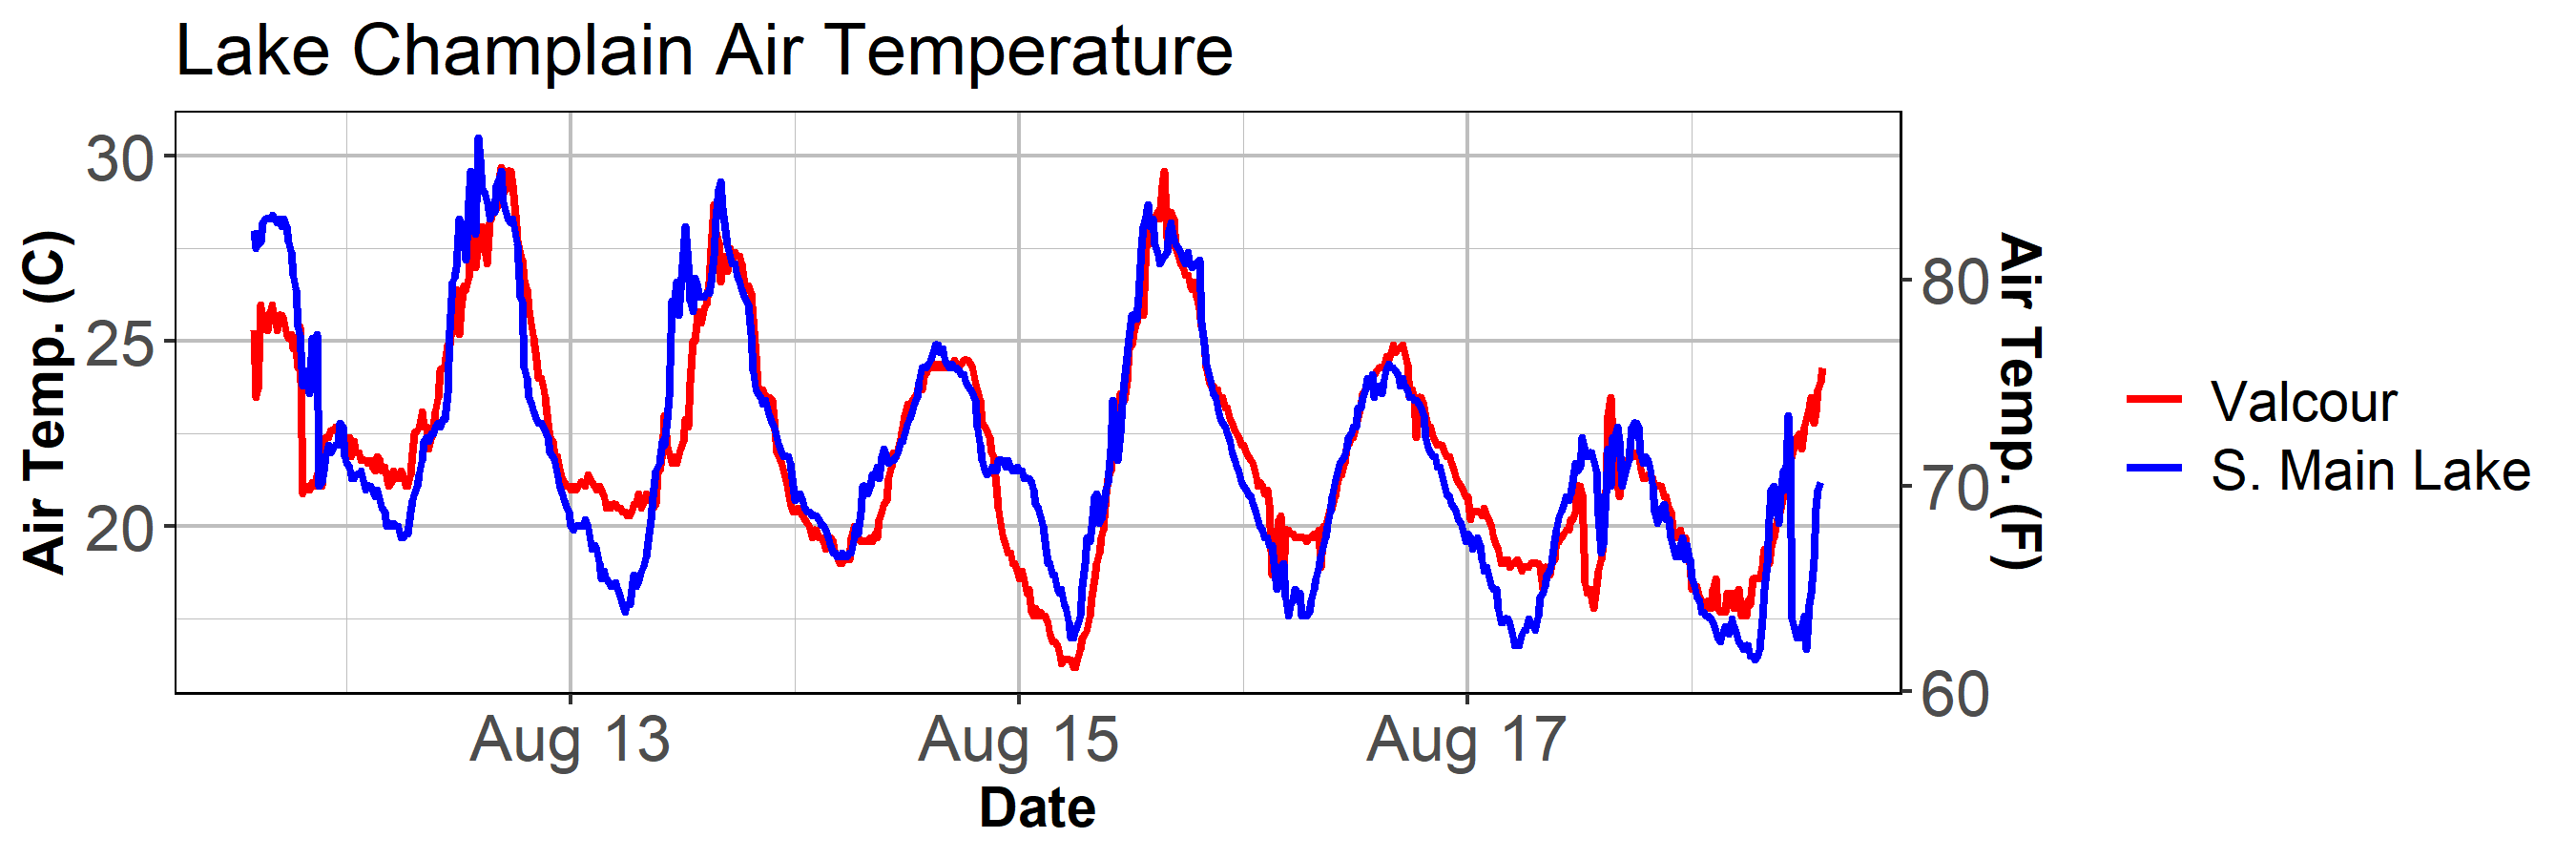 Lake Champlain Air Temperature
30
25
20
Air Temp. (C)
80
70
60
Air Temp. (F)
Aug 13
Aug 15
Aug 17
Date
Valcour
S. Main Lake